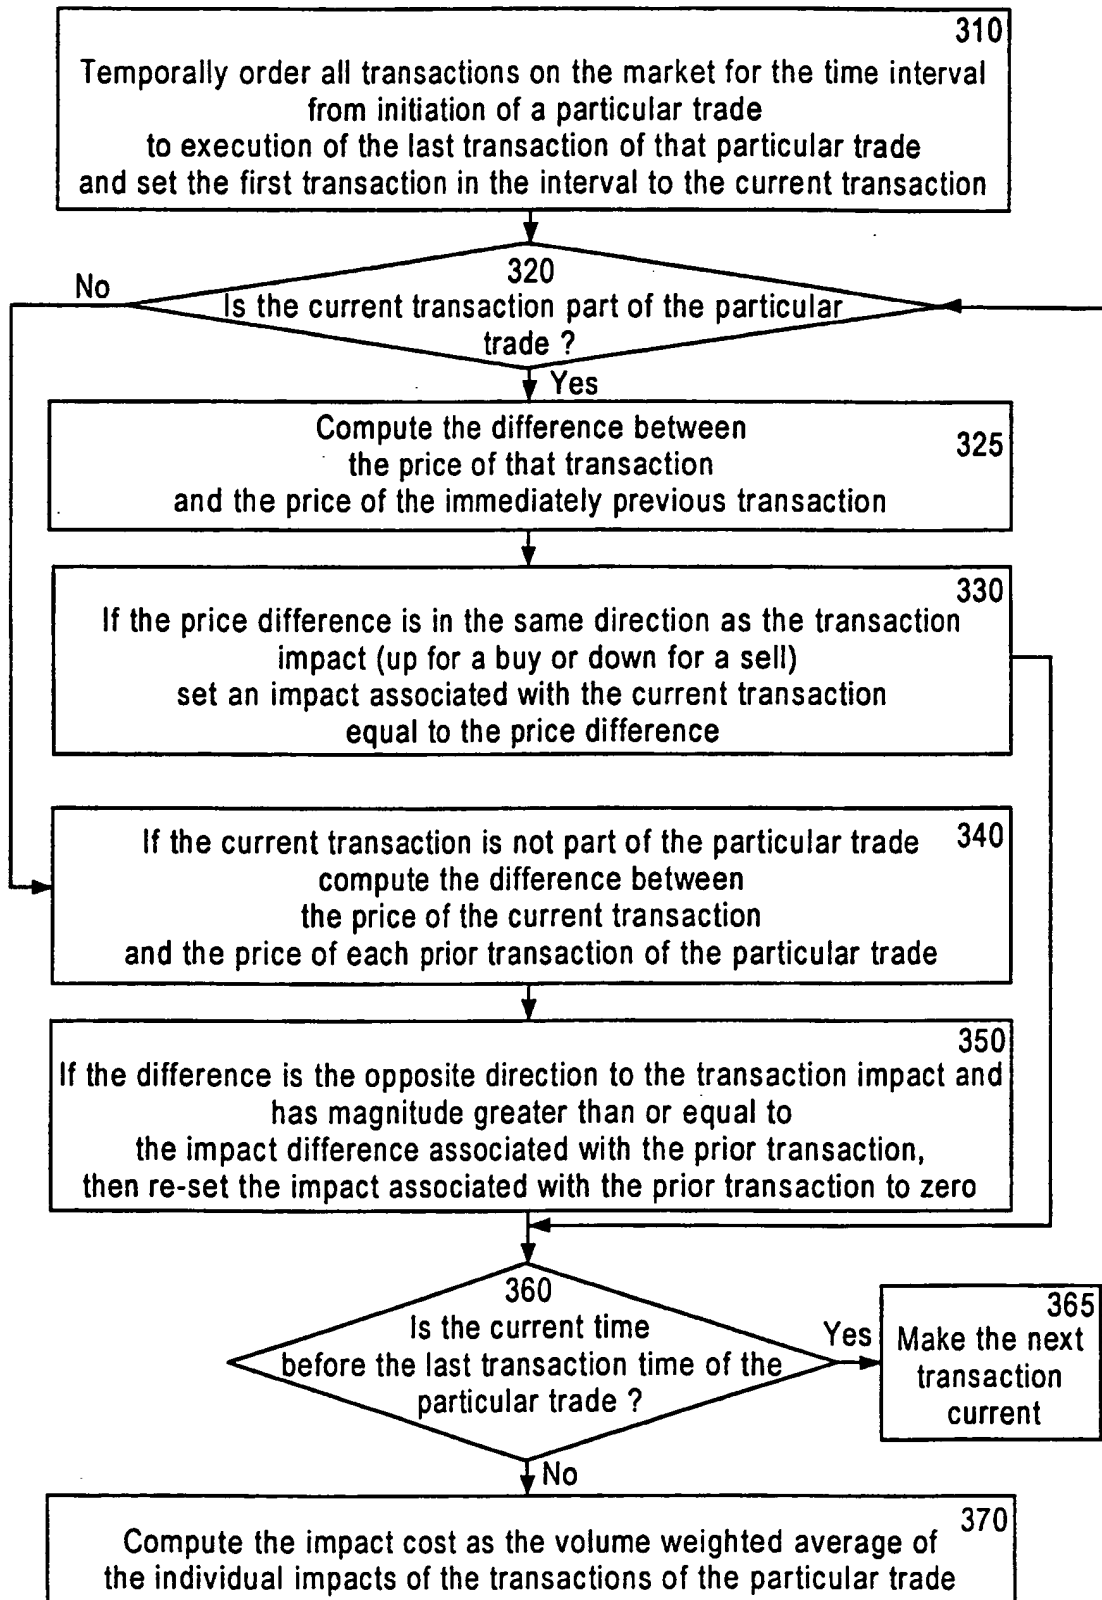 310
Temporally order all transactions on the market for the time interval
from initiation of a particular trade
to execution of the last transaction of that particular trade
and set the first transaction in the interval to the current transaction
No
320
Is the current transaction part of the particular
trade ?
Yes
Compute the difference between
325
the price of that transaction
and the price of the immediately previous transaction
330
If the price difference is in the same direction as the transaction
impact (up for a buy or down for a sell)
set an impact associated with the current transaction
equal to the price difference
If the current transaction is not part of the particular trade 340
compute the difference between
the price of the current transaction
and the price of each prior transaction of the particular trade
350
If the difference is the opposite direction to the transaction impact and
has magnitude greater than or equal to
the impact difference associated with the prior transaction,
then re-set the impact associated with the prior transaction to zero
360
Is the current time
before the last transaction time of the
particular trade ?
Yes
365
Make the next
transaction
current
No
370
Compute the impact cost as the volume weighted average of
the individual impacts of the transactions of the particular trade